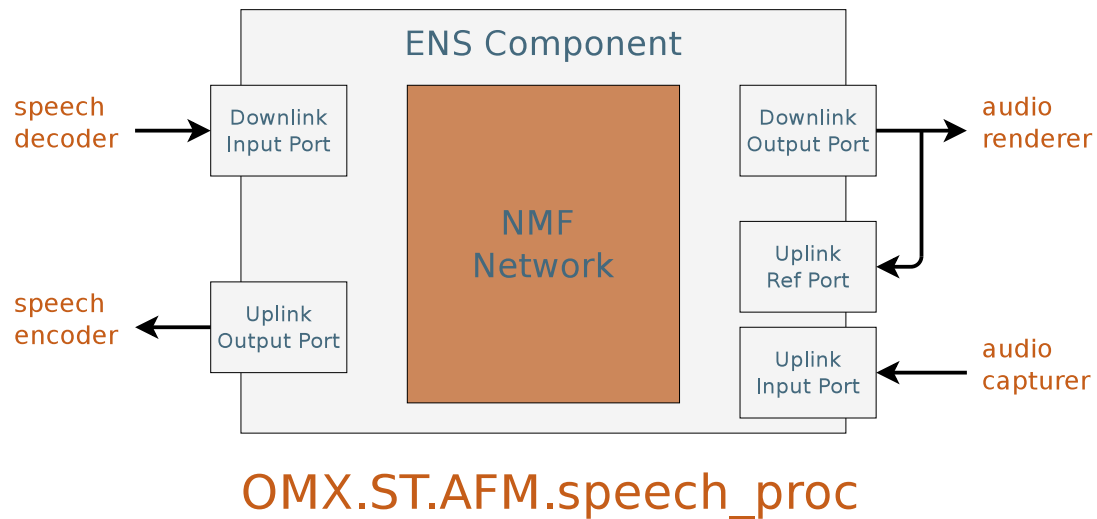 ENS Component
speech
decoder
Downlink
Input Port
Downlink
Output Port
audio
renderer
NMF
Network
Uplink
Ref Port
speech
encoder
Uplink
Output Port
Uplink
Input Port
audio
capturer
OMX.ST.AFM.speech_proc